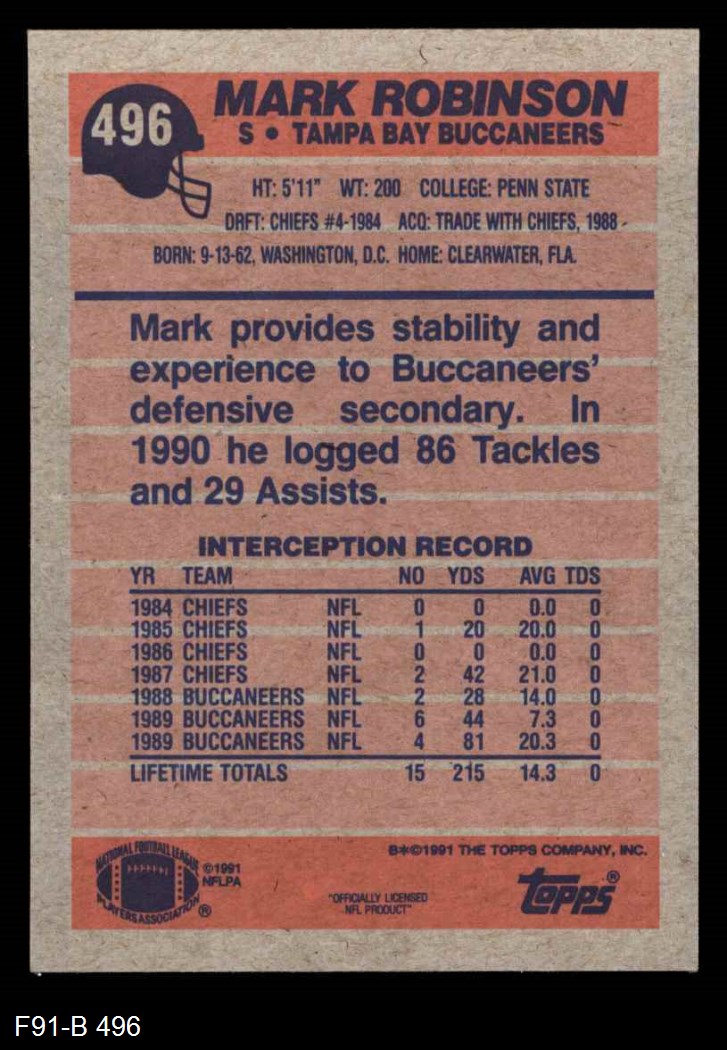 496
MARK ROBINSON
S • TAMPA BAY BUCCANEERS
HT: 5'11" WT: 200 COLLEGE: PENN STATE
DRFT: CHIEFS #4-1984 ACQ: TRADE WITH CHIEFS, 1988
BORN: 9-13-62, WASHINGTON, D.C. HOME: CLEARWATER, FLA.
Mark provides stability and
experience to Buccaneers'
defensive secondary. In
1990 he logged 86 Tackles
and 29 Assists.
INTERCEPTION RECORD
YR TEAM NO YDS AVG TDS
1984 CHIEFS NFL 0 0 0.0 0
1985 CHIEFS NFL 1 20 20.0 0
1986 CHIEFS NFL 0 0 0.0 0
1987 CHIEFS NFL 2 42 21.0 0
1988 BUCCANEERS NFL 2 28 14.0 0
1989 BUCCANEERS NFL 6 44 7.3 0
1989 BUCCANEERS NFL 4 81 20.3 0
LIFETIME TOTALS 15 215 14.3 0
NATIONAL FOOTBALL LEAGUE
PLAYERS ASSOCIATION ®
©1991
NFLPA
"OFFICIALLY LICENSED
NFL PRODUCT"
B*©1991 THE TOPPS COMPANY, INC.
topps®
F91-B 496